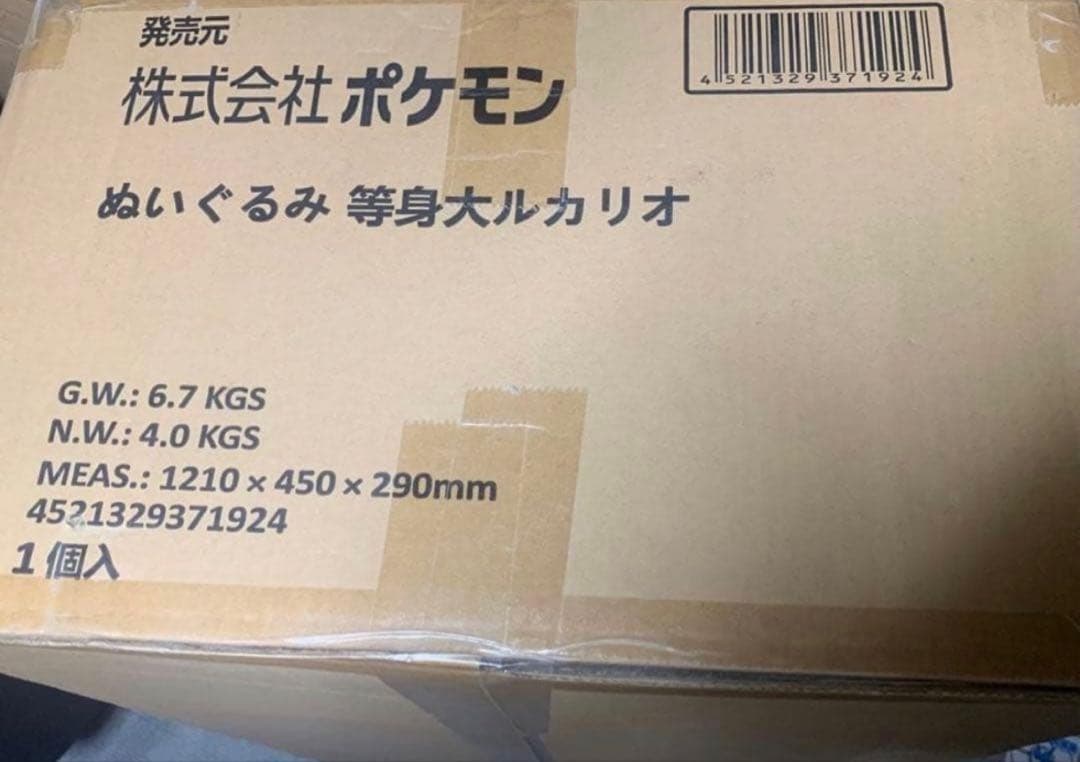 発売元
株式会社ポケモン
4521329371924
ぬいぐるみ 等身大ルカリオ
G.W.: 6.7 KGS
N.W.: 4.0 KGS
MEAS.: 1210 × 450 × 290mm
4521329371924
1個入